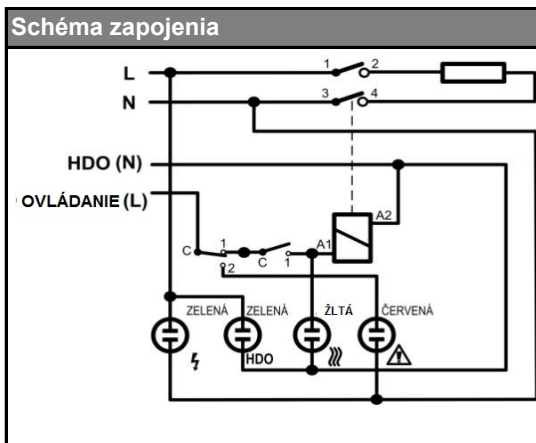 Schéma zapojenia
L 1 2
N 3 4
HDO (N)
OVLÁDANIE (L)
A2
C 1 C 1 A1
2
ZELENÁ ZELENÁ ŽLTÁ ČERVENÁ
HDO